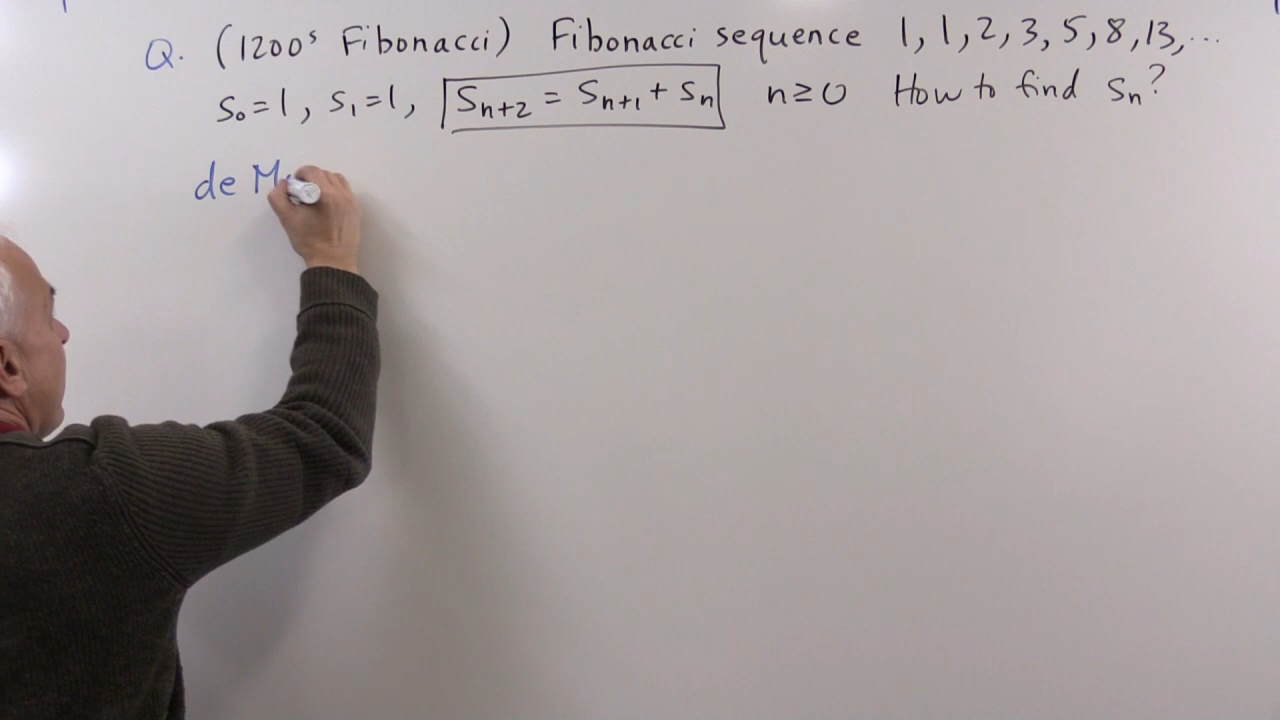 Q. (1200s Fibonacci) Fibonacci sequence 1, 1, 2, 3, 5, 8, 13, ...
S₀ = 1, S₁ = 1, Sₙ₊₂ = Sₙ₊₁ + Sₙ n ≥ 0 How to find Sₙ?
de M